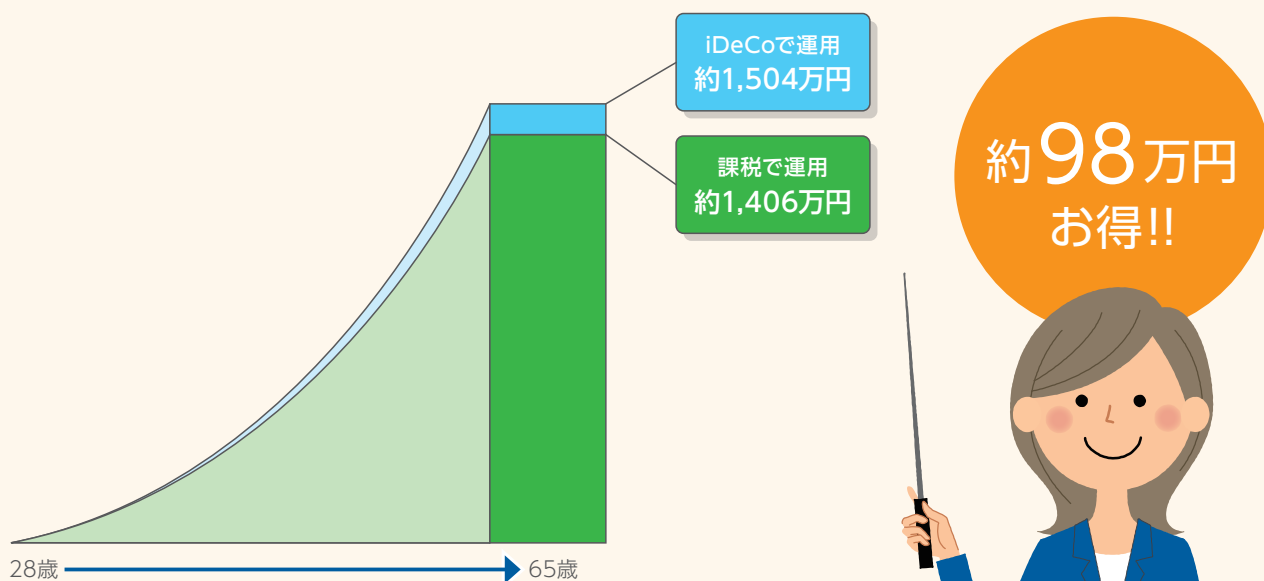 iDeCoで運用
約1,504万円
課税で運用
約1,406万円
約98万円
お得!!
28歳
65歳